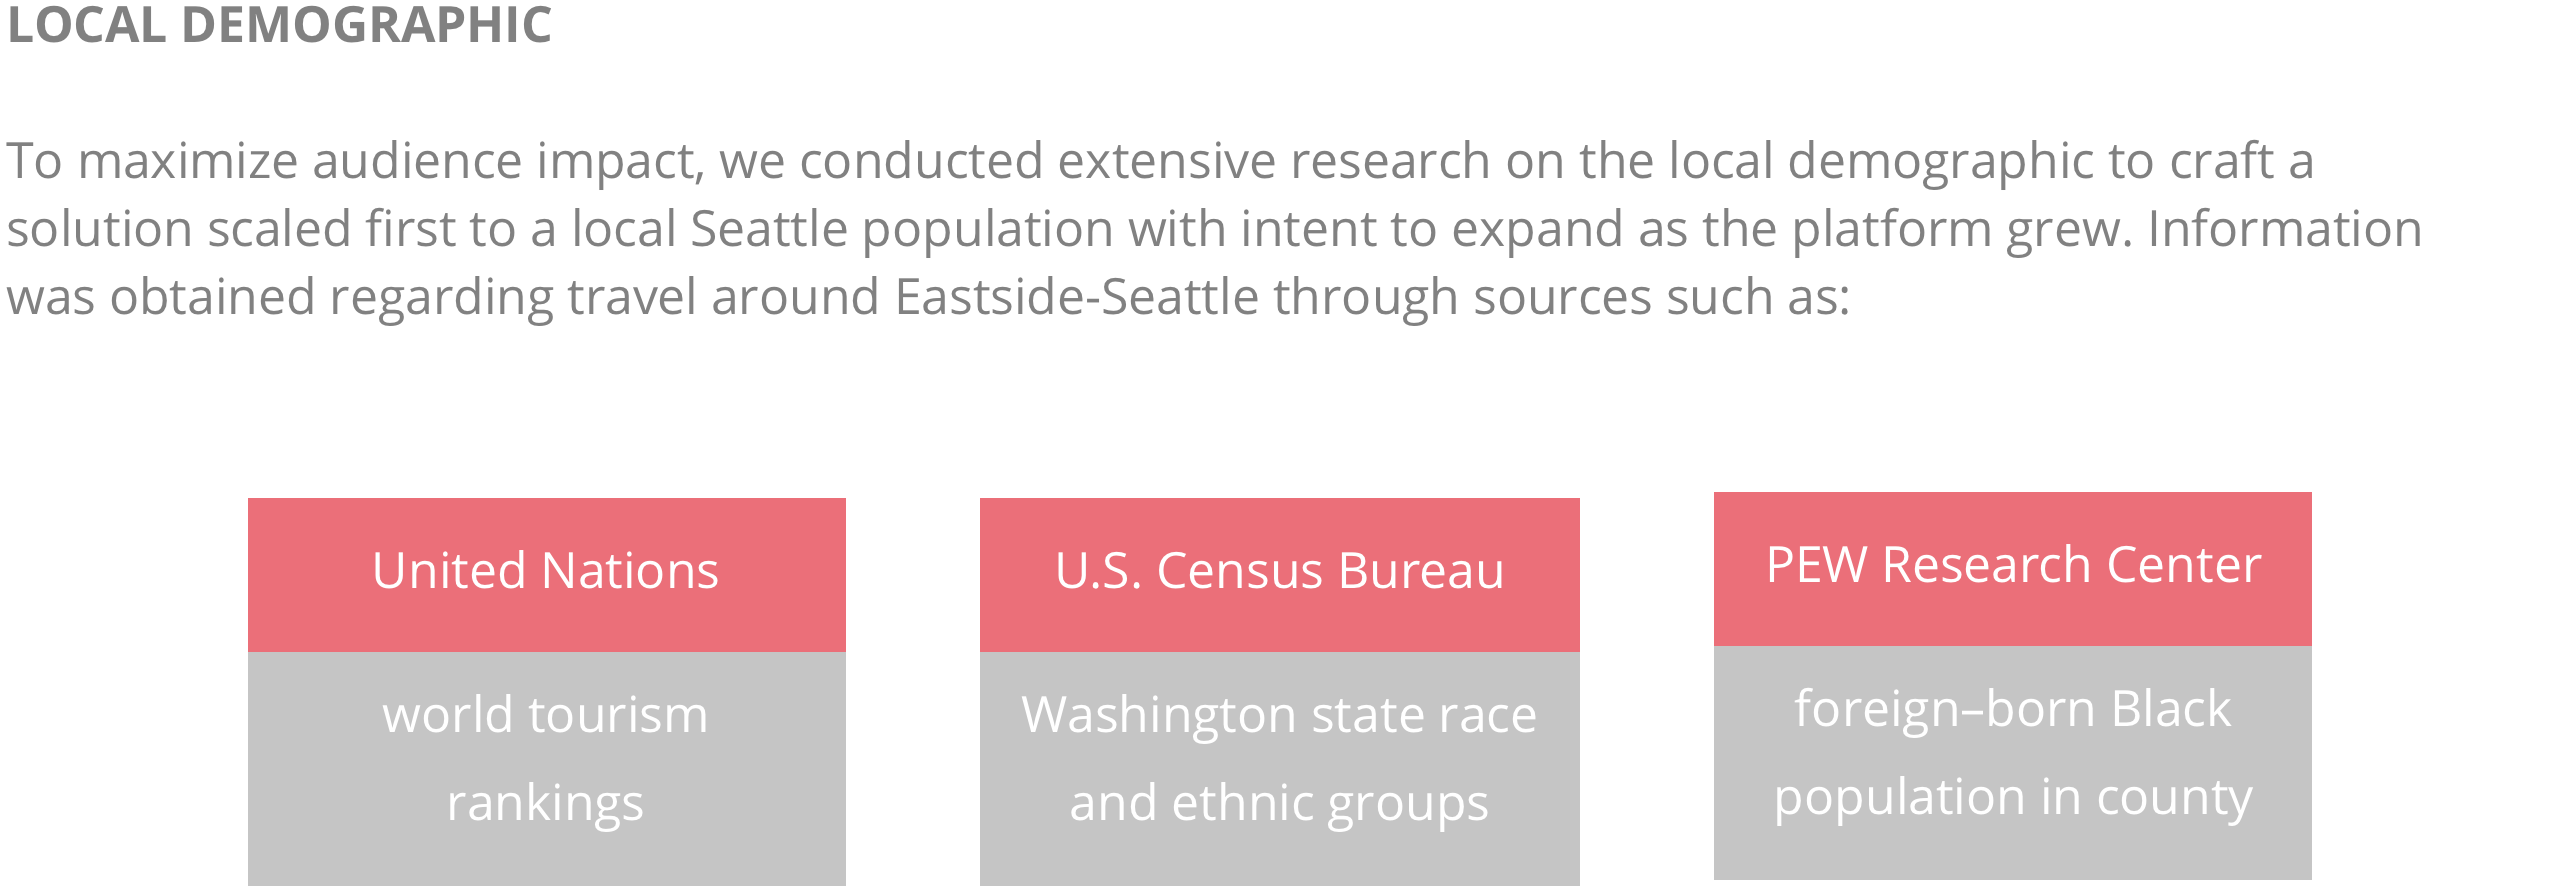 LOCAL DEMOGRAPHIC
To maximize audience impact, we conducted extensive research on the local demographic to craft a
solution scaled first to a local Seattle population with intent to expand as the platform grew. Information
was obtained regarding travel around Eastside-Seattle through sources such as:
United Nations
world tourism
rankings
U.S. Census Bureau
Washington state race
and ethnic groups
PEW Research Center
foreign–born Black
population in county